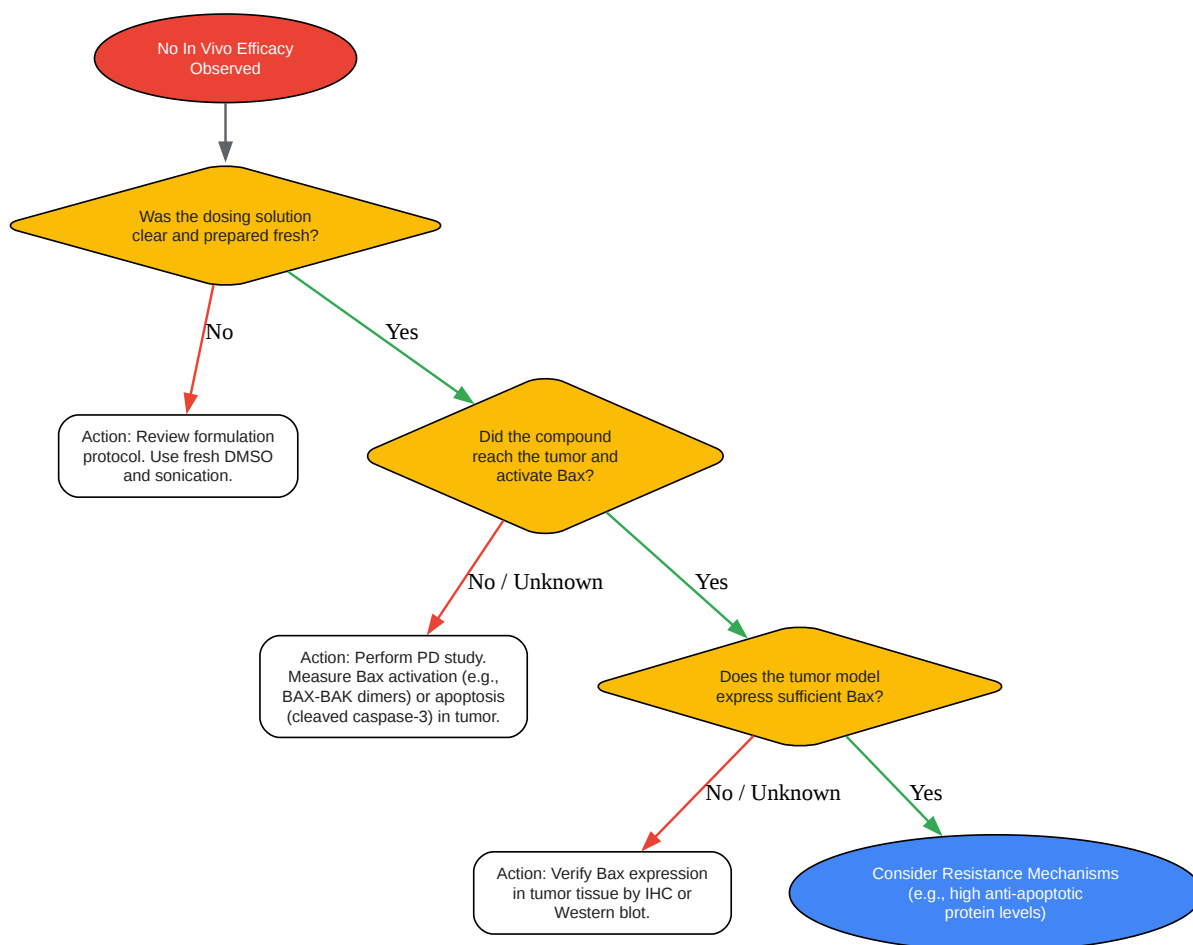 No In Vivo Efficacy
Observed
Was the dosing solution
clear and prepared fresh?
No
Yes
Action: Review formulation
protocol. Use fresh DMSO
and sonication.
Did the compound
reach the tumor and
activate Bax?
No / Unknown
Yes
Action: Perform PD study.
Measure Bax activation (e.g.,
BAX-BAK dimers) or apoptosis
(cleaved caspase-3) in tumor.
Does the tumor model
express sufficient Bax?
No / Unknown
Yes
Action: Verify Bax expression
in tumor tissue by IHC or
Western blot.
Consider Resistance Mechanisms
(e.g., high anti-apoptotic
protein levels)